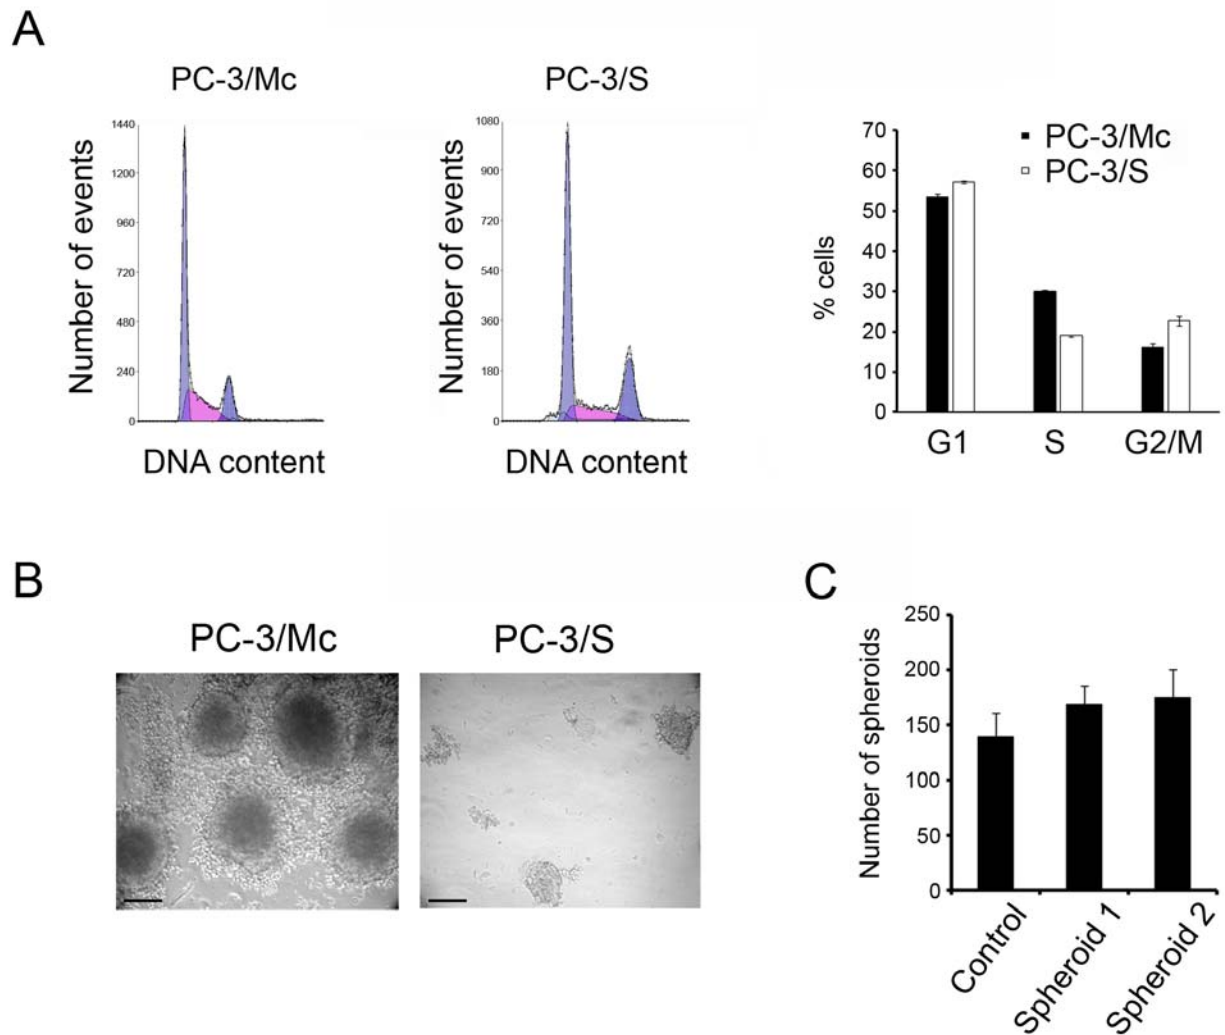 A
PC-3/Mc
PC-3/S
Number of events
1440
1200
960
720
480
240
0
DNA content
Number of events
1080
900
720
540
360
180
0
DNA content
% cells
70
60
50
40
30
20
10
0
PC-3/Mc
PC-3/S
G1
S
G2/M
B
PC-3/Mc
PC-3/S
C
Number of spheroids
250
200
150
100
50
0
Control
Spheroid 1
Spheroid 2